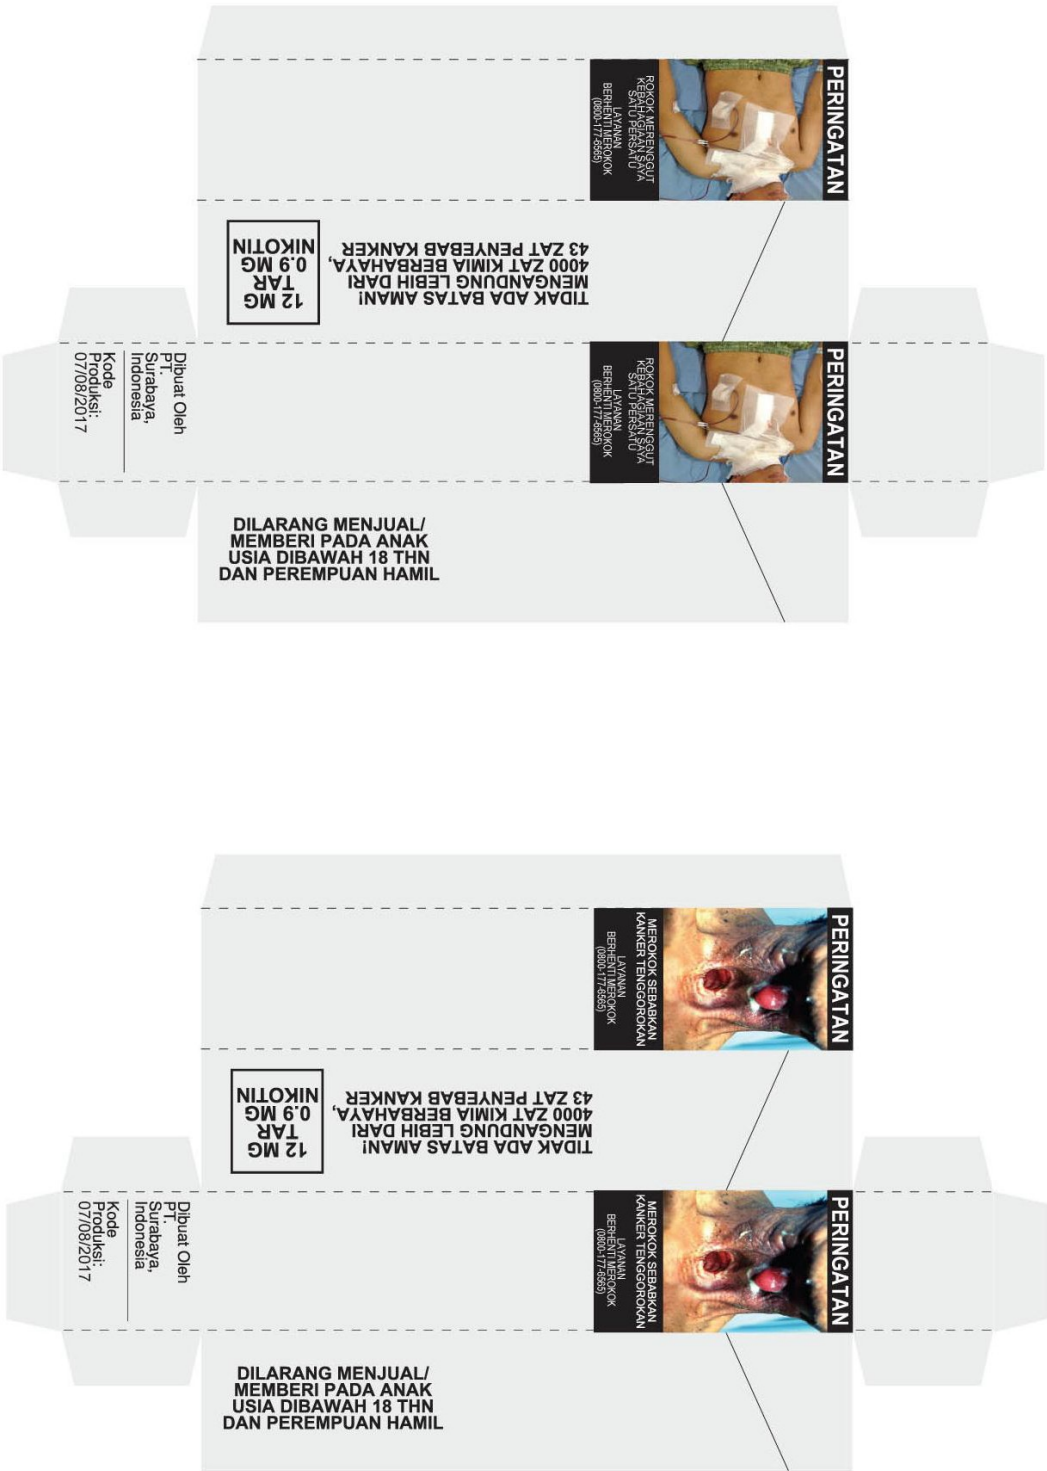 PERINGATAN
ROKOK MERENGGUT
KEBAHAGIAAN SAYA
SATU PERSATU
LAYANAN
BERHENTI MEROKOK
(0800-177-6565)
TIDAK ADA BATAS AMAN!
MENGANDUNG LEBIH DARI
4000 ZAT KIMIA BERBAHAYA,
43 ZAT PENYEBAB KANKER
12 MG
TAR
0.9 MG
NIKOTIN
PERINGATAN
ROKOK MERENGGUT
KEBAHAGIAAN SAYA
SATU PERSATU
LAYANAN
BERHENTI MEROKOK
(0800-177-6565)
Dibuat Oleh
PT.
Surabaya,
Indonesia
Kode
Produksi:
07/08/2017
DILARANG MENJUAL/
MEMBERI PADA ANAK
USIA DIBAWAH 18 THN
DAN PEREMPUAN HAMIL
PERINGATAN
MEROKOK SEBABKAN
KANKER TENGGOROKAN
LAYANAN
BERHENTI MEROKOK
(0800-177-6565)
TIDAK ADA BATAS AMAN!
MENGANDUNG LEBIH DARI
4000 ZAT KIMIA BERBAHAYA,
43 ZAT PENYEBAB KANKER
12 MG
TAR
0.9 MG
NIKOTIN
PERINGATAN
MEROKOK SEBABKAN
KANKER TENGGOROKAN
LAYANAN
BERHENTI MEROKOK
(0800-177-6565)
Dibuat Oleh
PT.
Surabaya,
Indonesia
Kode
Produksi:
07/08/2017
DILARANG MENJUAL/
MEMBERI PADA ANAK
USIA DIBAWAH 18 THN
DAN PEREMPUAN HAMIL